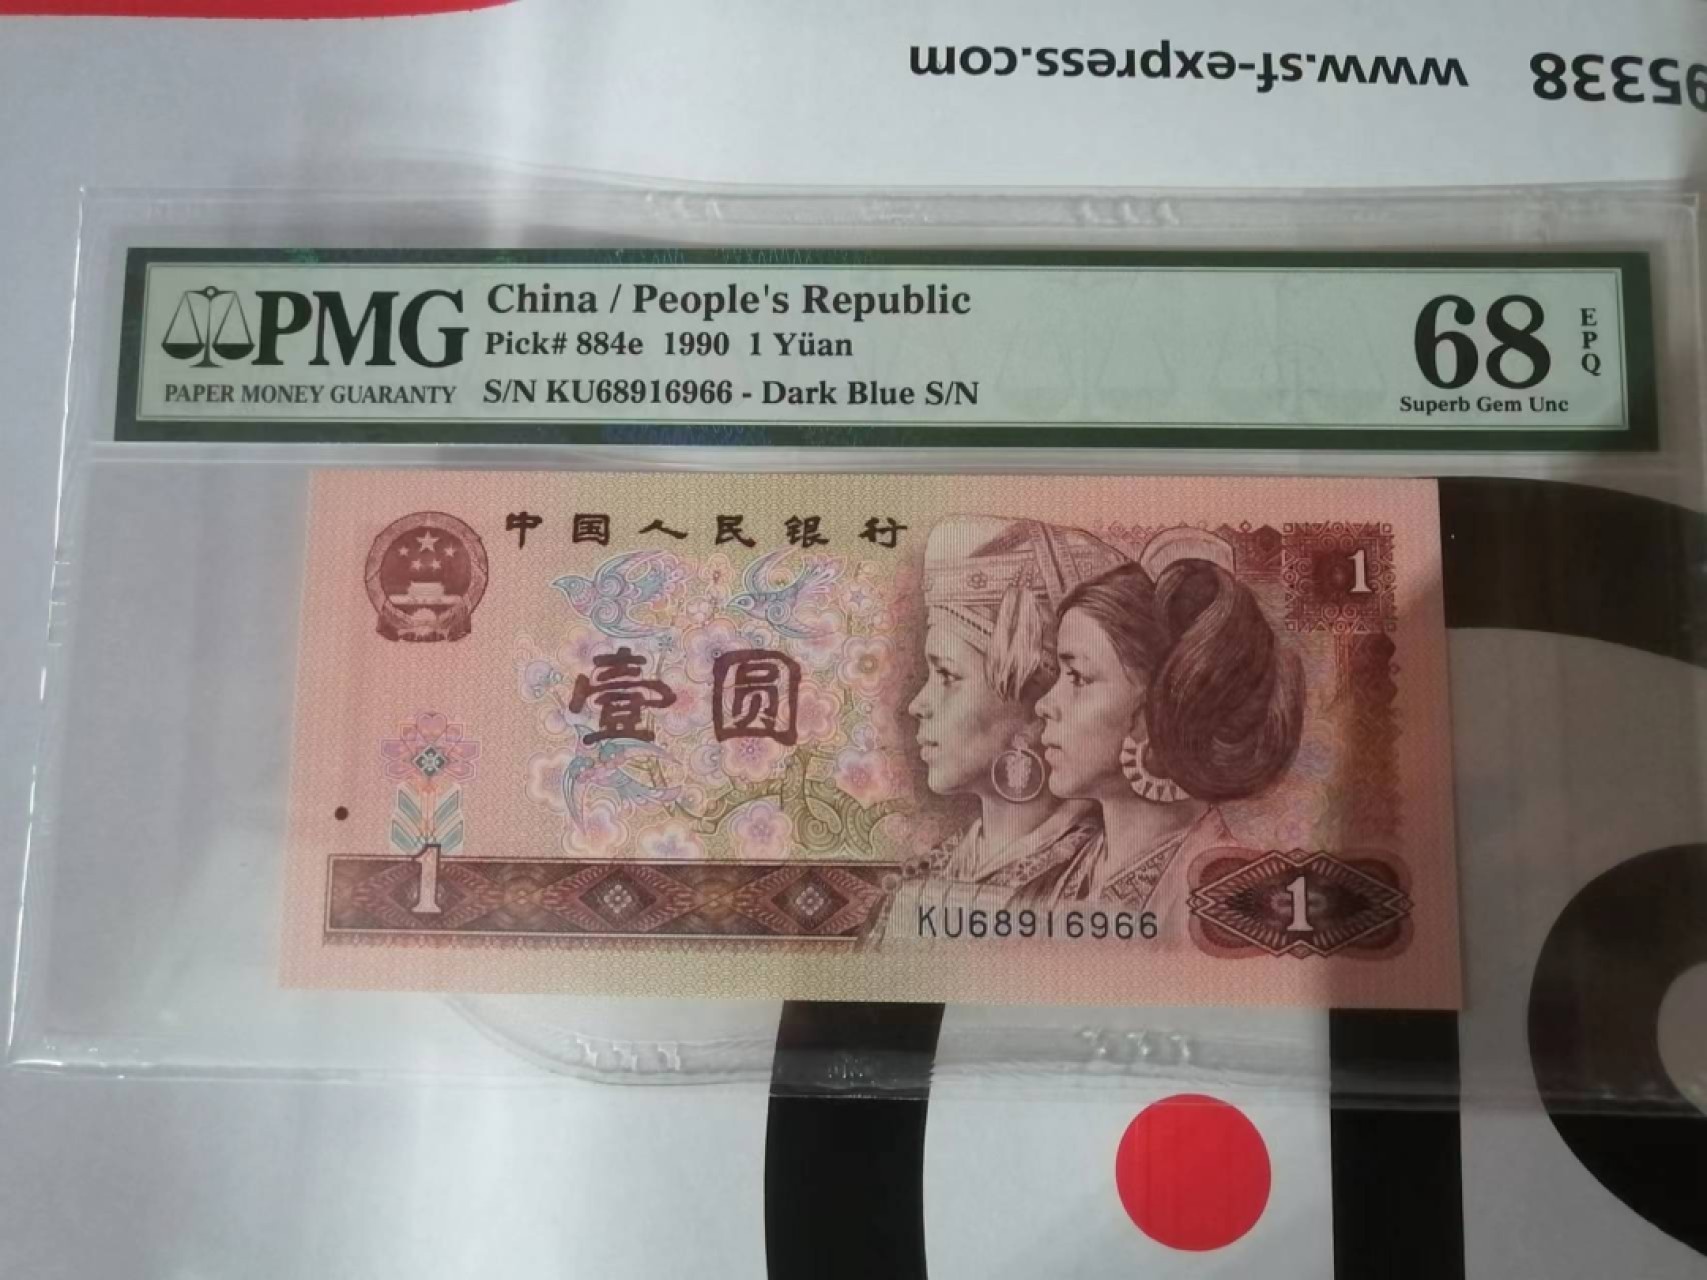 www.sf-express.com 95338
PMG
PAPER MONEY GUARANTY
China / People's Republic
Pick# 884e 1990 1 Yüan
S/N KU68916966 - Dark Blue S/N
68
EPQ
Superb Gem Unc
中国人民银行
1
壹圆
1
KU68916966
1